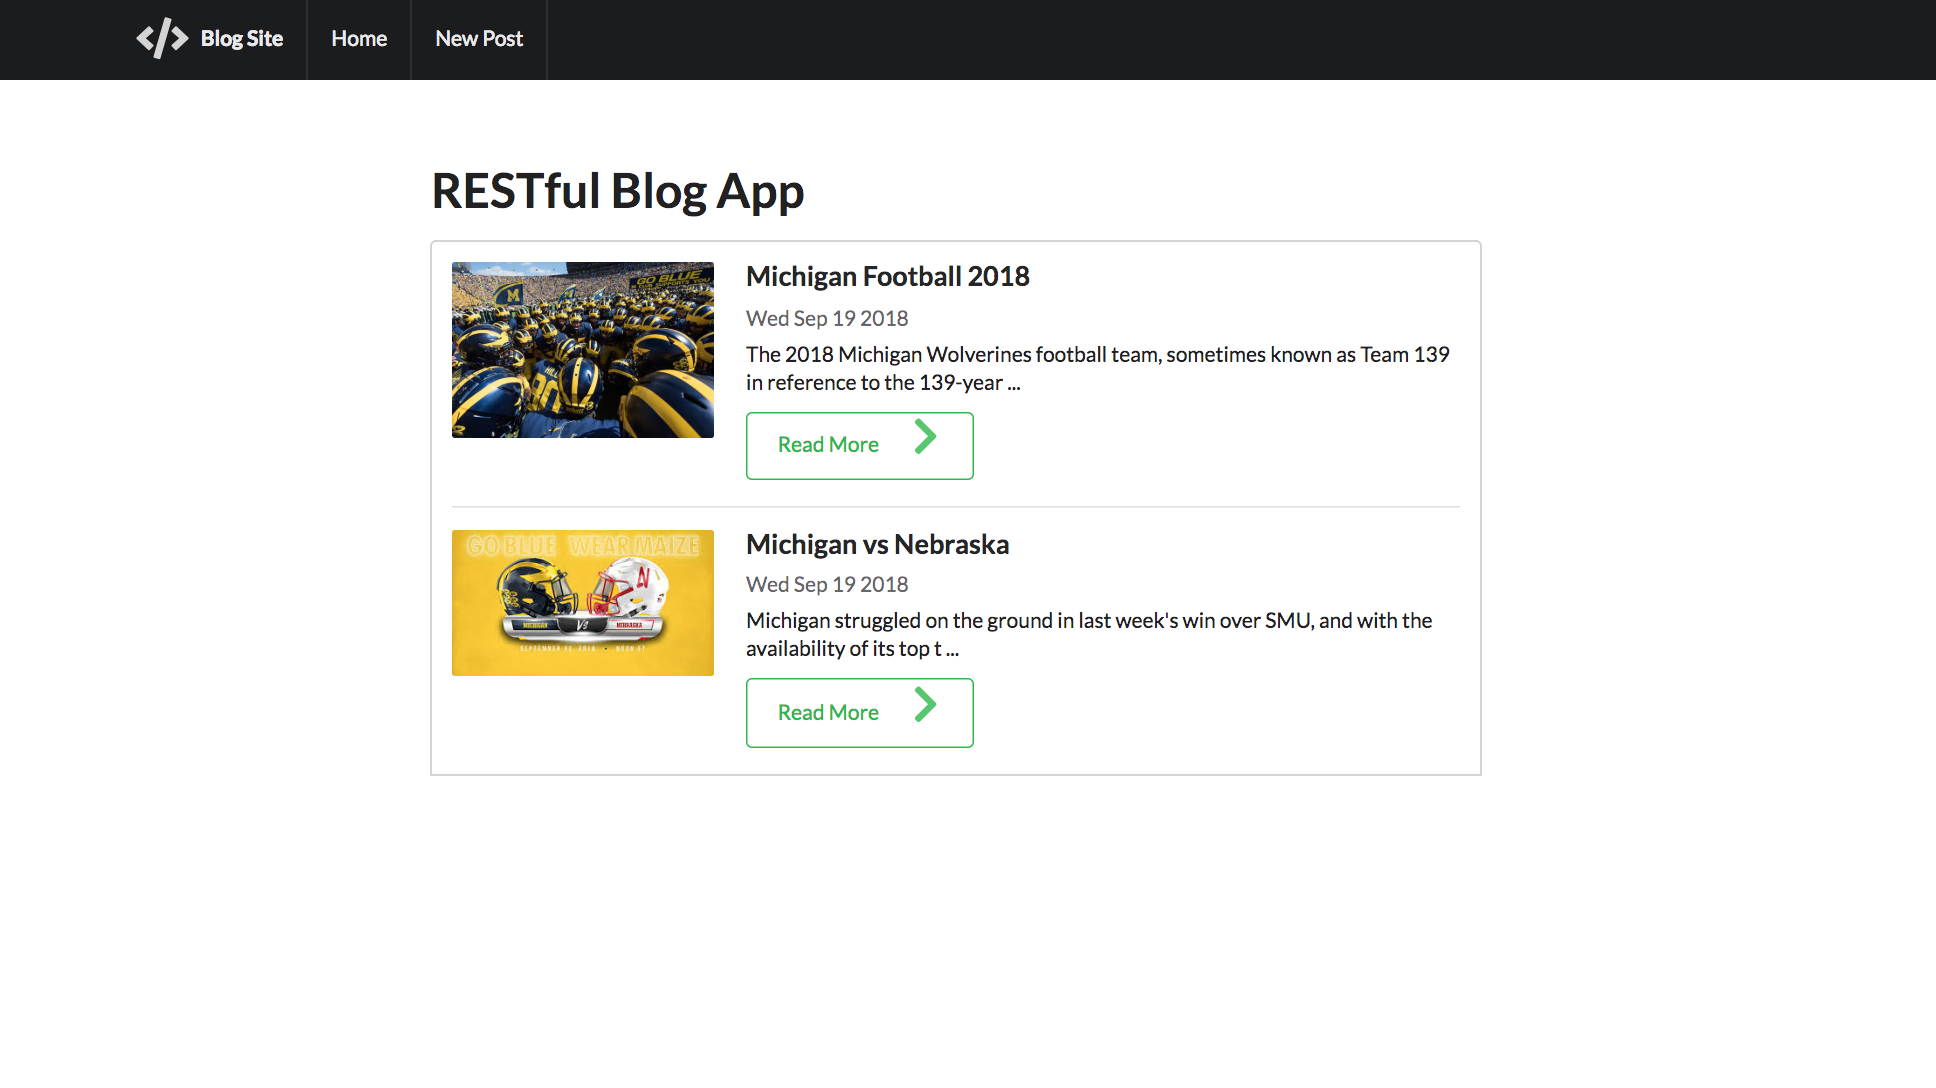 Blog Site
Home
New Post
RESTful Blog App
GO BLUE
Michigan Football 2018
Wed Sep 19 2018
The 2018 Michigan Wolverines football team, sometimes known as Team 139
in reference to the 139-year ...
Read More
GO BLUE WEAR MAIZE
MICHIGAN VS NEBRASKA
Michigan vs Nebraska
Wed Sep 19 2018
Michigan struggled on the ground in last week's win over SMU, and with the
availability of its top t ...
Read More